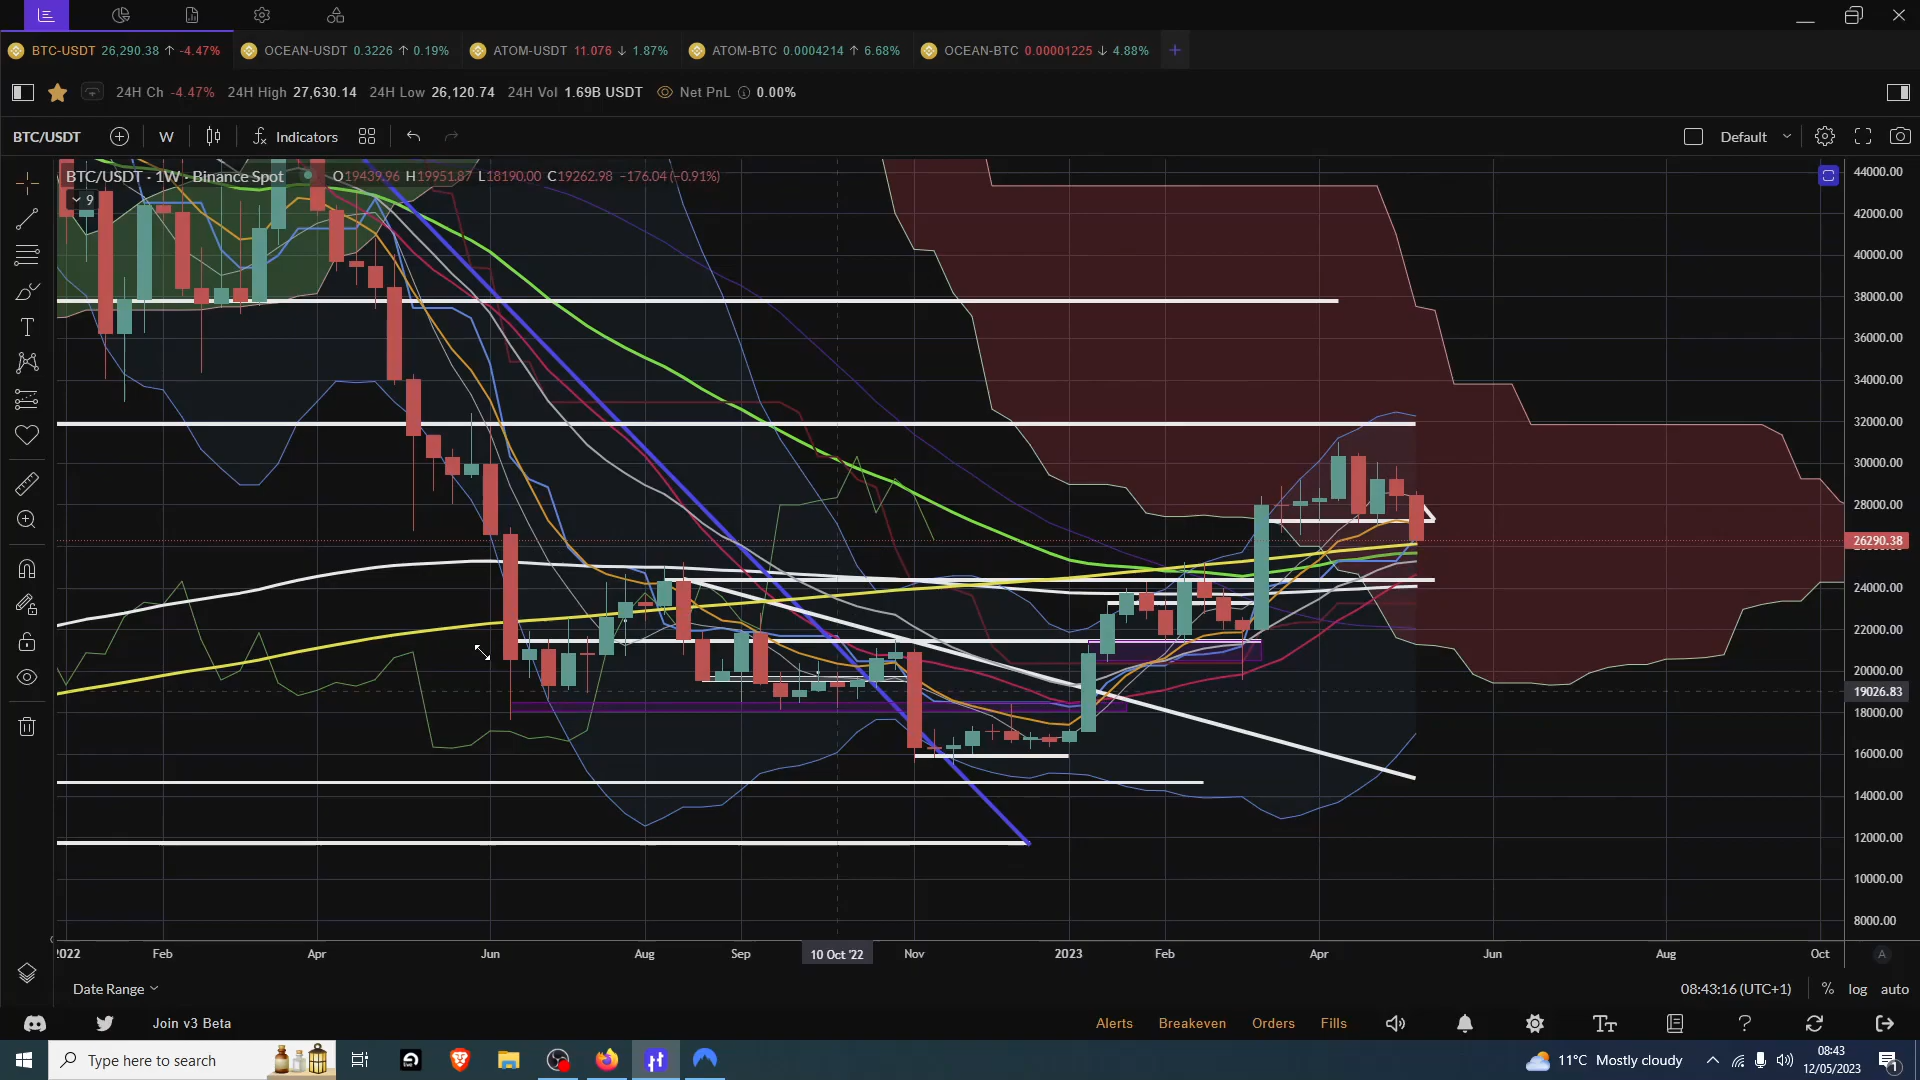 BTC-USDT 26,290.38 ↑ -4.47% OCEAN-USDT 0.3226 ↑ 0.19% ATOM-USDT 11.076 ↓ 1.87% ATOM-BTC 0.0004214 ↑ 6.68% OCEAN-BTC 0.00001225 ↓ 4.88% +
24H Ch -4.47% 24H High 27,630.14 24H Low 26,120.74 24H Vol 1.69B USDT Net PnL 0.00%
BTC/USDT W Indicators Default
BTC/USDT · 1W · Binance Spot O19439.96 H19951.87 L18190.00 C19262.98 −176.04 (−0.91%)
9
44000.00
42000.00
40000.00
38000.00
36000.00
34000.00
32000.00
30000.00
28000.00
26290.38
24000.00
22000.00
20000.00
19026.83
18000.00
16000.00
14000.00
12000.00
10000.00
8000.00
2022 Feb Apr Jun Aug Sep 10 Oct '22 Nov 2023 Feb Apr Jun Aug Oct A
Date Range 08:43:16 (UTC+1) % log auto
Join v3 Beta Alerts Breakeven Orders Fills
Type here to search 11°C Mostly cloudy 08:43
12/05/2023 1